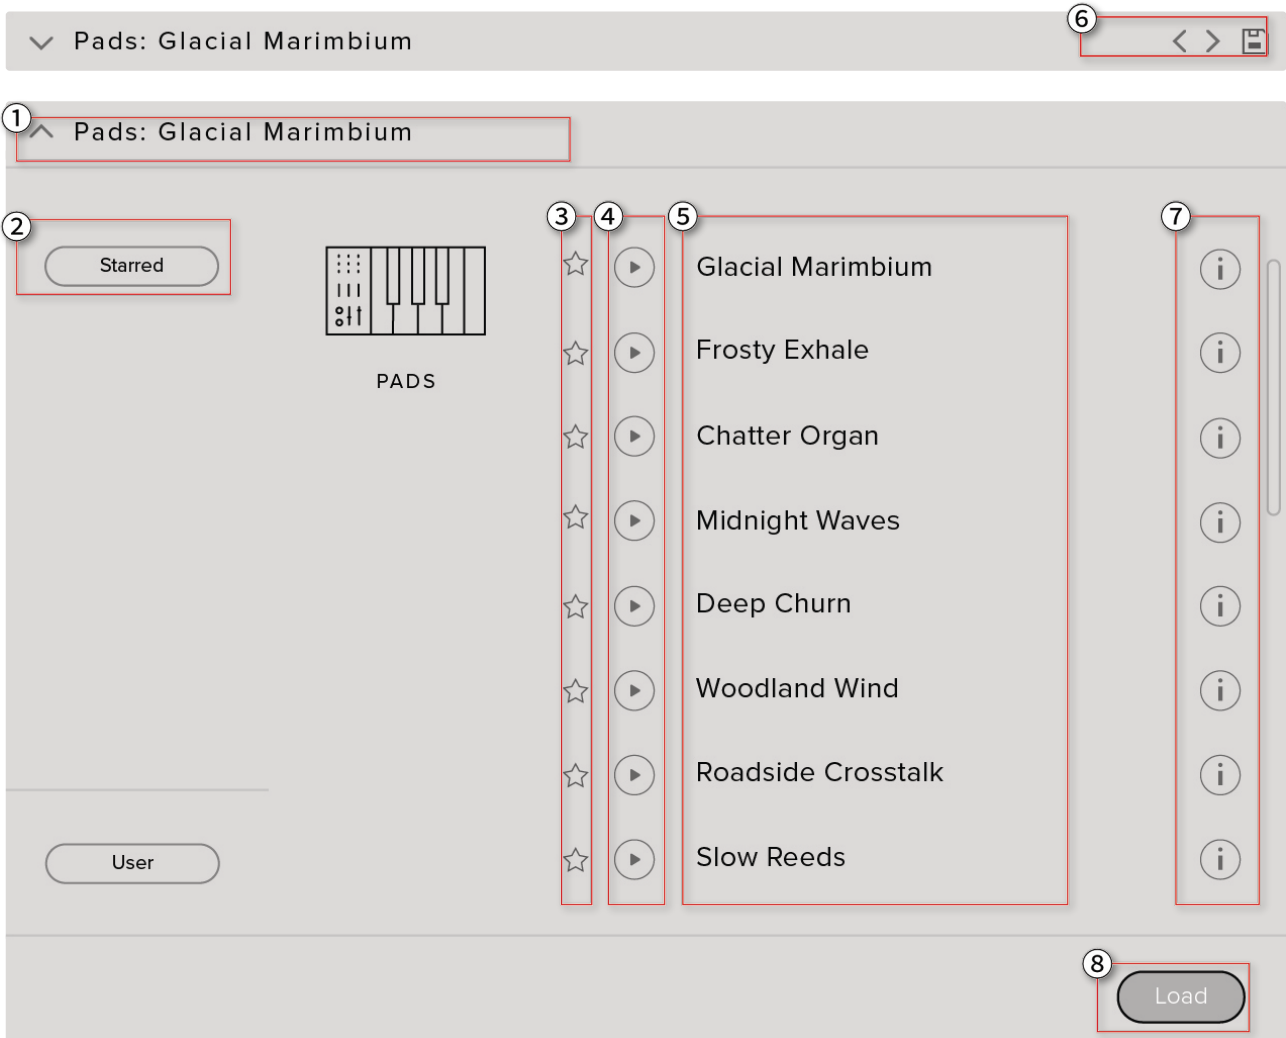 6
Pads: Glacial Marimbium
1
Pads: Glacial Marimbium
2
Starred
PADS
3 4 5 7
Glacial Marimbium
Frosty Exhale
Chatter Organ
Midnight Waves
Deep Churn
Woodland Wind
Roadside Crosstalk
Slow Reeds
User
8
Load